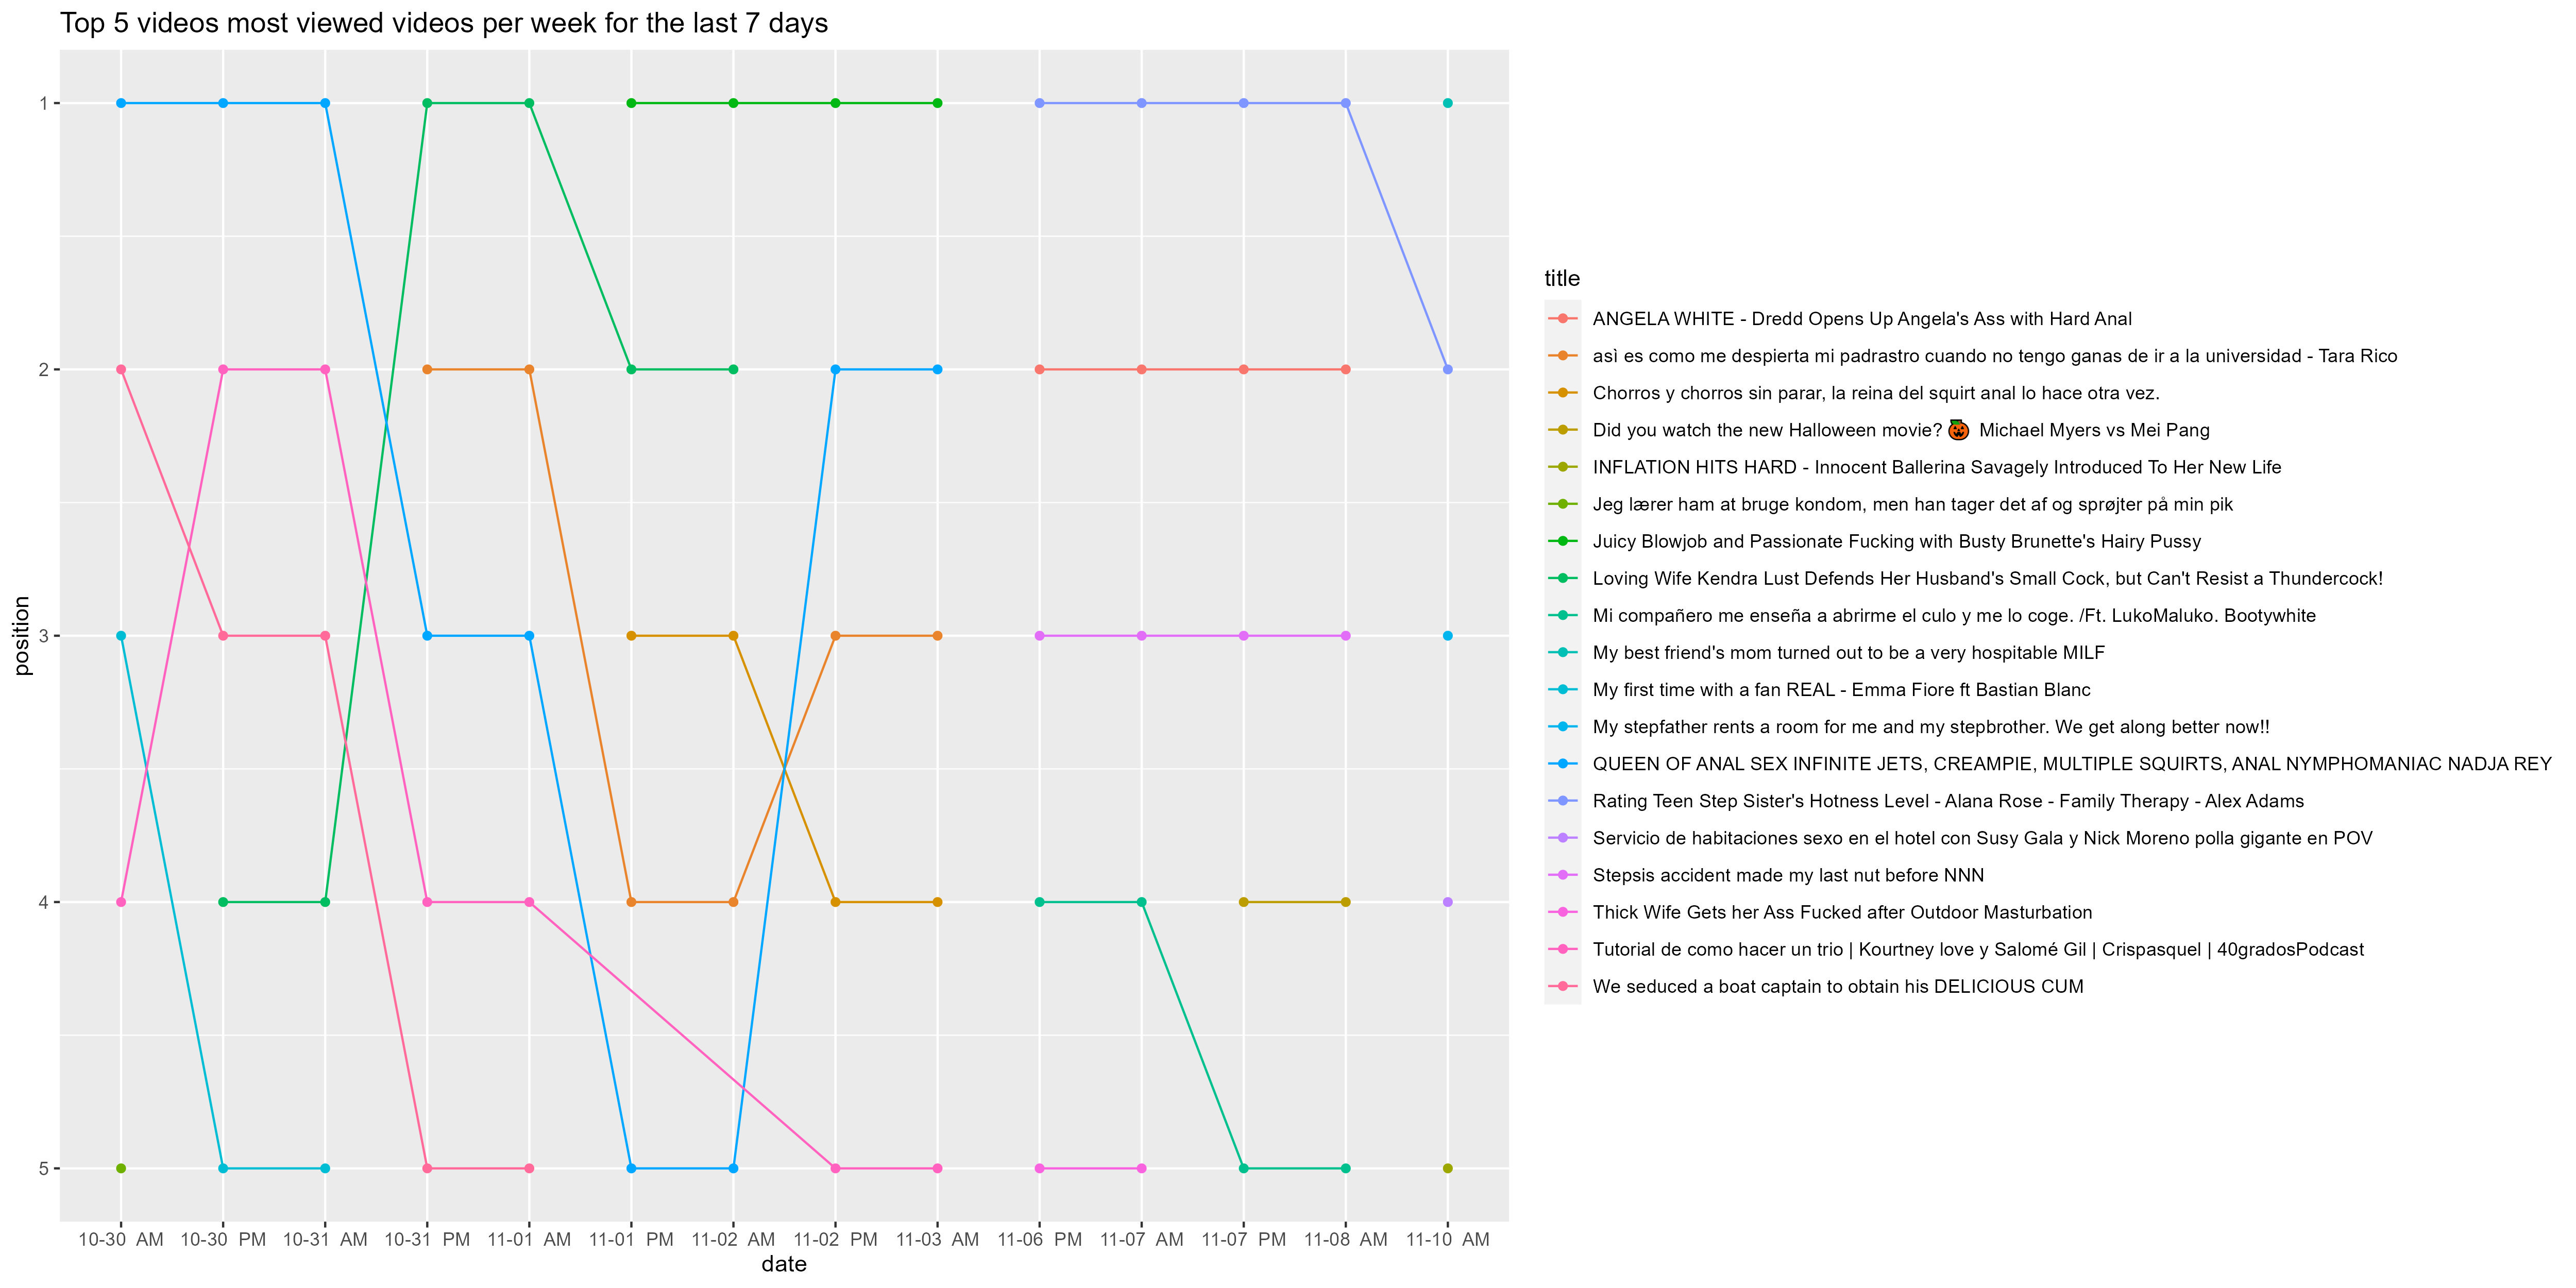 Top 5 videos most viewed videos per week for the last 7 days
position
1
2
3
4
5
10-30 AM 10-30 PM 10-31 AM 10-31 PM 11-01 AM 11-01 PM 11-02 AM 11-02 PM 11-03 AM 11-06 PM 11-07 AM 11-07 PM 11-08 AM 11-10 AM
date
title
ANGELA WHITE - Dredd Opens Up Angela's Ass with Hard Anal
asì es como me despierta mi padrastro cuando no tengo ganas de ir a la universidad - Tara Rico
Chorros y chorros sin parar, la reina del squirt anal lo hace otra vez.
Did you watch the new Halloween movie? 🎃 Michael Myers vs Mei Pang
INFLATION HITS HARD - Innocent Ballerina Savagely Introduced To Her New Life
Jeg lærer ham at bruge kondom, men han tager det af og sprøjter på min pik
Juicy Blowjob and Passionate Fucking with Busty Brunette's Hairy Pussy
Loving Wife Kendra Lust Defends Her Husband's Small Cock, but Can't Resist a Thundercock!
Mi compañero me enseña a abrirme el culo y me lo coge. /Ft. LukoMaluko. Bootywhite
My best friend's mom turned out to be a very hospitable MILF
My first time with a fan REAL - Emma Fiore ft Bastian Blanc
My stepfather rents a room for me and my stepbrother. We get along better now!!
QUEEN OF ANAL SEX INFINITE JETS, CREAMPIE, MULTIPLE SQUIRTS, ANAL NYMPHOMANIAC NADJA REY
Rating Teen Step Sister's Hotness Level - Alana Rose - Family Therapy - Alex Adams
Servicio de habitaciones sexo en el hotel con Susy Gala y Nick Moreno polla gigante en POV
Stepsis accident made my last nut before NNN
Thick Wife Gets her Ass Fucked after Outdoor Masturbation
Tutorial de como hacer un trio | Kourtney love y Salomé Gil | Crispasquel | 40gradosPodcast
We seduced a boat captain to obtain his DELICIOUS CUM